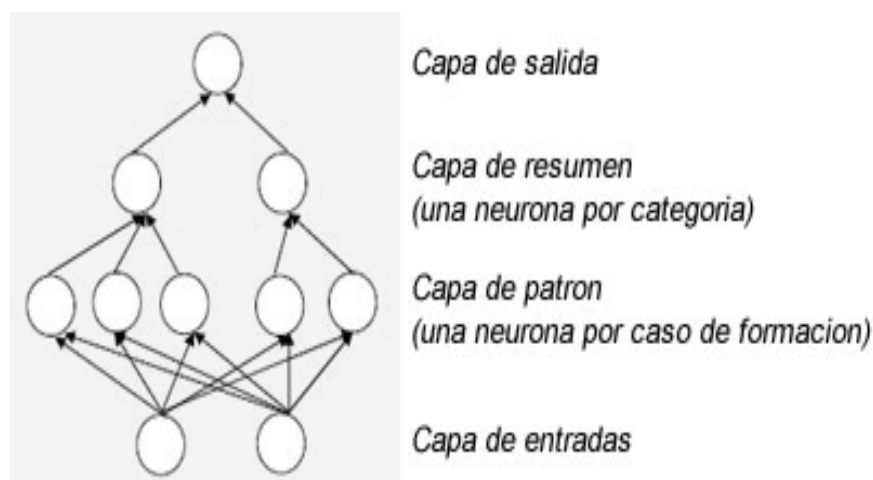 Capa de salida
Capa de resumen
(una neurona por categoria)
Capa de patron
(una neurona por caso de formacion)
Capa de entradas